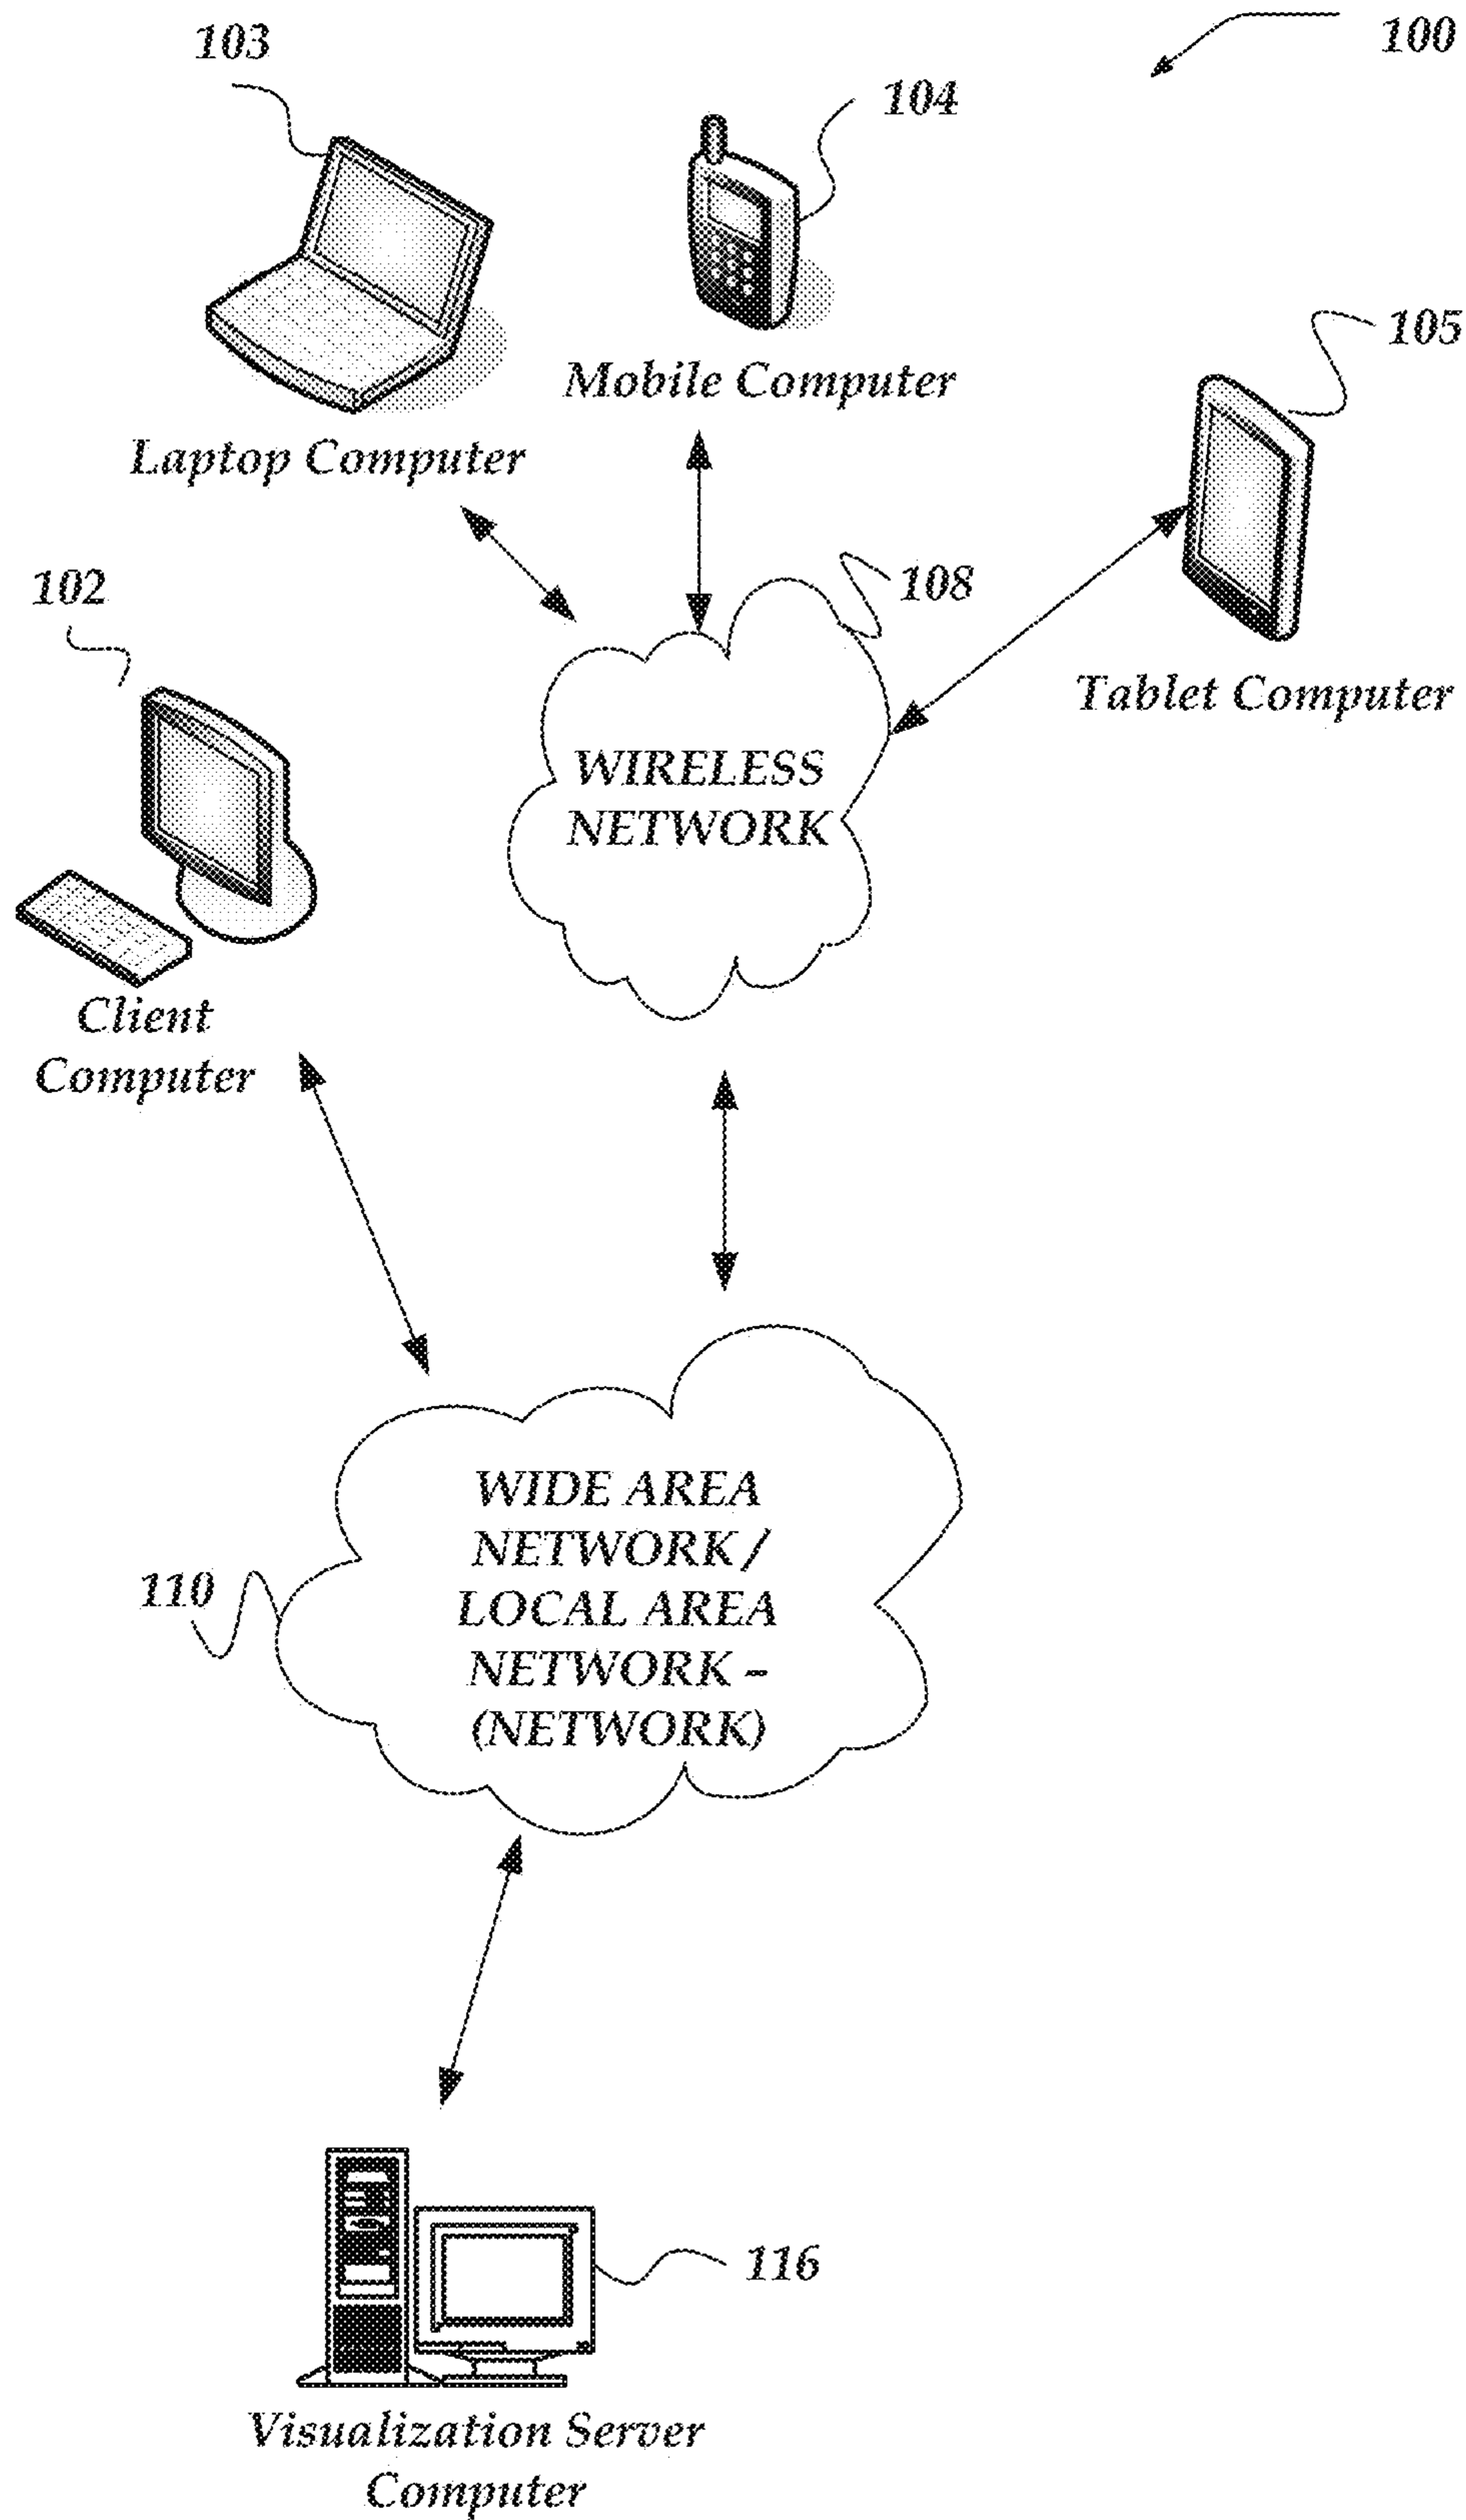 100
103
104
105
Mobile Computer
Laptop Computer
102
108
Tablet Computer
WIRELESS
NETWORK
Client
Computer
WIDE AREA
NETWORK /
LOCAL AREA
NETWORK –
(NETWORK)
110
116
Visualization Server
Computer